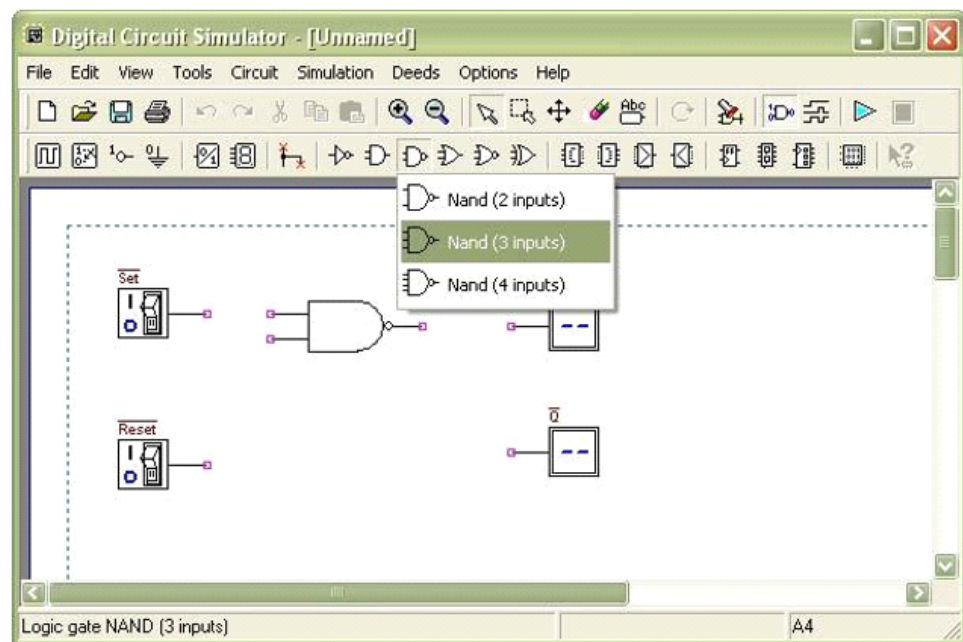 Digital Circuit Simulator - [Unnamed]
File Edit View Tools Circuit Simulation Deeds Options Help
Abc
Nand (2 inputs)
Nand (3 inputs)
Nand (4 inputs)
Set
Reset
Q
Logic gate NAND (3 inputs)
A4